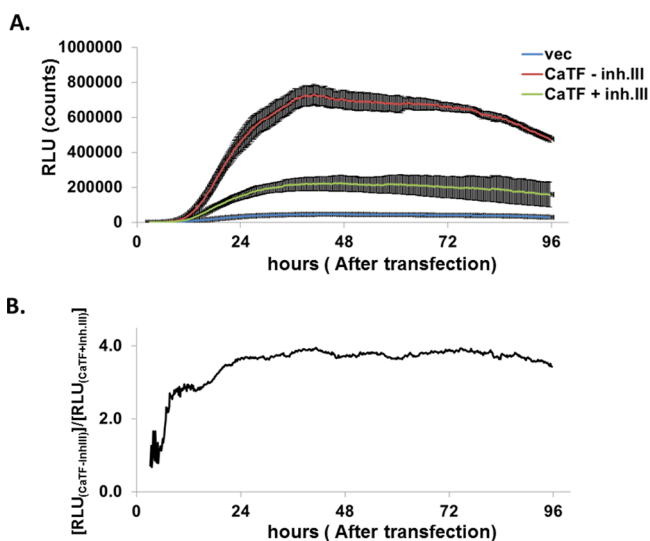 A.
1000000
800000
600000
400000
200000
0
RLU (counts)
vec
CaTF - inh.III
CaTF + inh.III
0 24 48 72 96
hours ( After transfection)
B.
4.0
2.0
0.0
[RLU(CaTF-InhIII)]/[RLU(CaTF+Inh.III)]
0 24 48 72 96
hours ( After transfection)